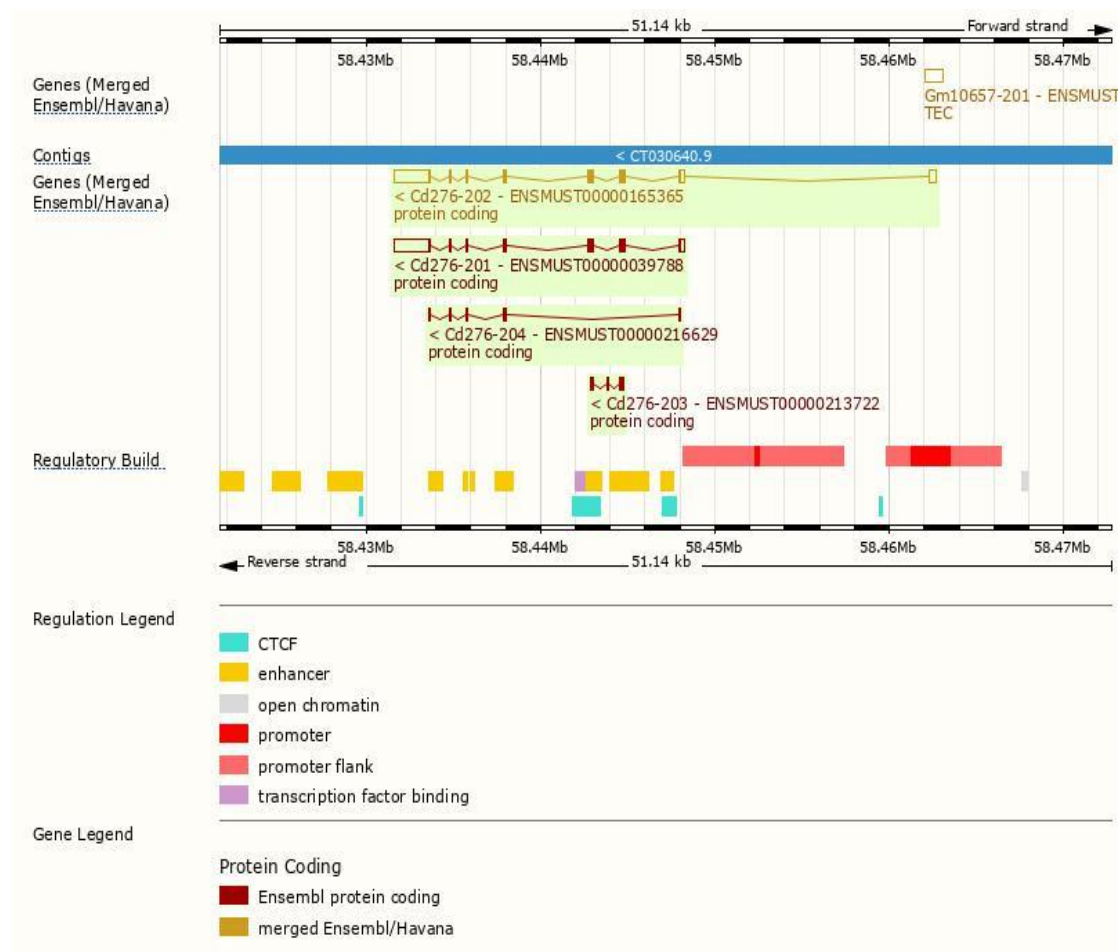 51.14 kb Forward strand
58.43Mb 58.44Mb 58.45Mb 58.46Mb 58.47Mb
Genes (Merged
Ensembl/Havana)
Gm10657-201 - ENSMUST
TEC
Contigs
< CT030640.9
Genes (Merged
Ensembl/Havana)
< Cd276-202 - ENSMUST00000165365
protein coding
< Cd276-201 - ENSMUST00000039788
protein coding
< Cd276-204 - ENSMUST00000216629
protein coding
< Cd276-203 - ENSMUST00000213722
protein coding
Regulatory Build
58.43Mb 58.44Mb 58.45Mb 58.46Mb 58.47Mb
Reverse strand 51.14 kb
Regulation Legend
CTCF
enhancer
open chromatin
promoter
promoter flank
transcription factor binding
Gene Legend
Protein Coding
Ensembl protein coding
merged Ensembl/Havana